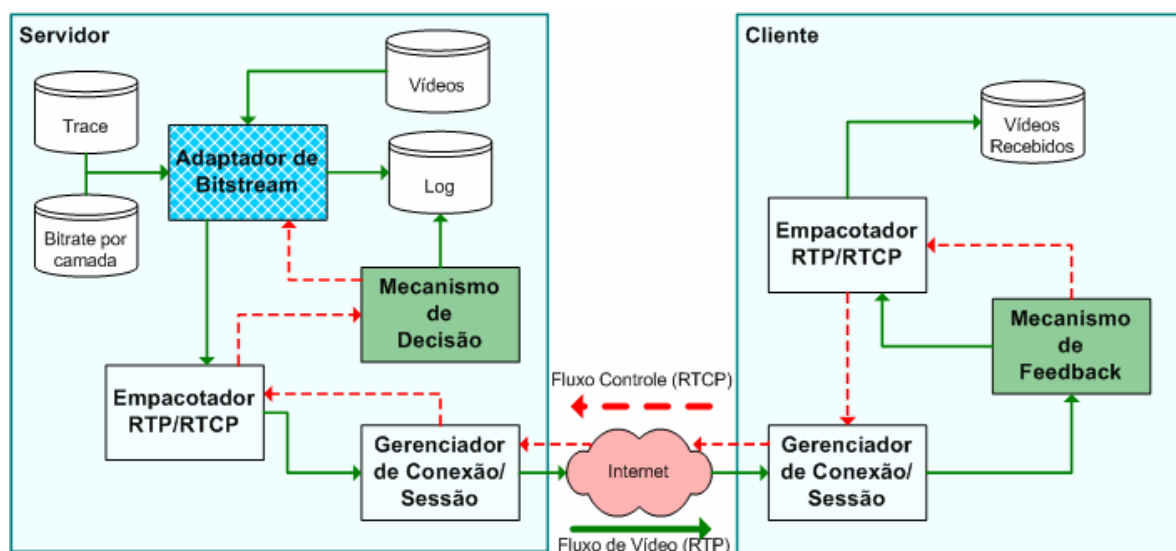 Servidor
Trace
Bitrate por
camada
Vídeos
Adaptador de
Bitstream
Log
Mecanismo
de
Decisão
Empacotador
RTP/RTCP
Gerenciador
de Conexão/
Sessão
Fluxo Controle (RTCP)
Internet
Fluxo de Vídeo (RTP)
Cliente
Vídeos
Recebidos
Empacotador
RTP/RTCP
Mecanismo
de
Feedback
Gerenciador
de Conexão/
Sessão